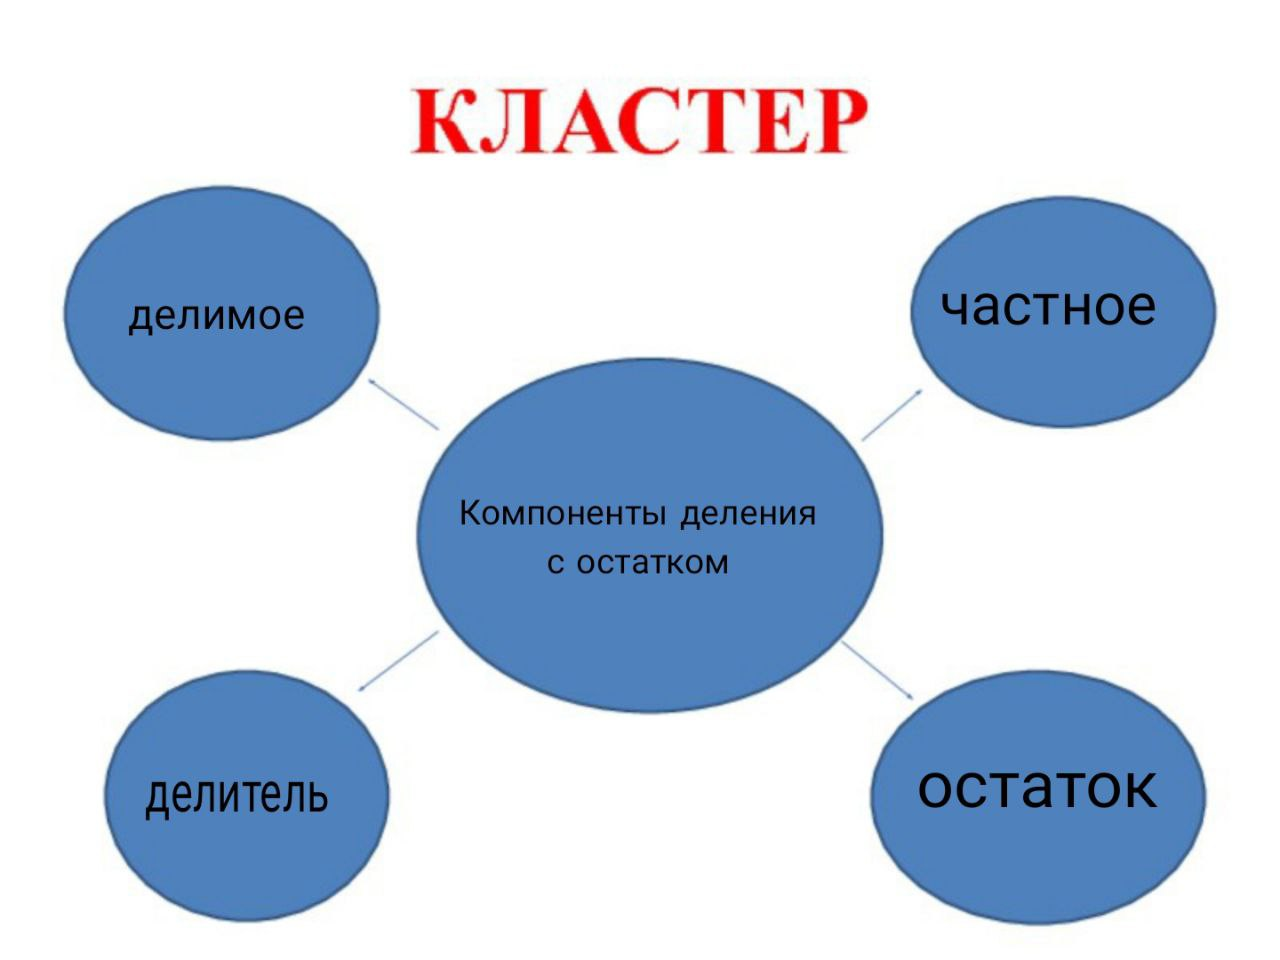 КЛАСТЕР
делимое
частное
Компоненты деления
с остатком
делитель
остаток